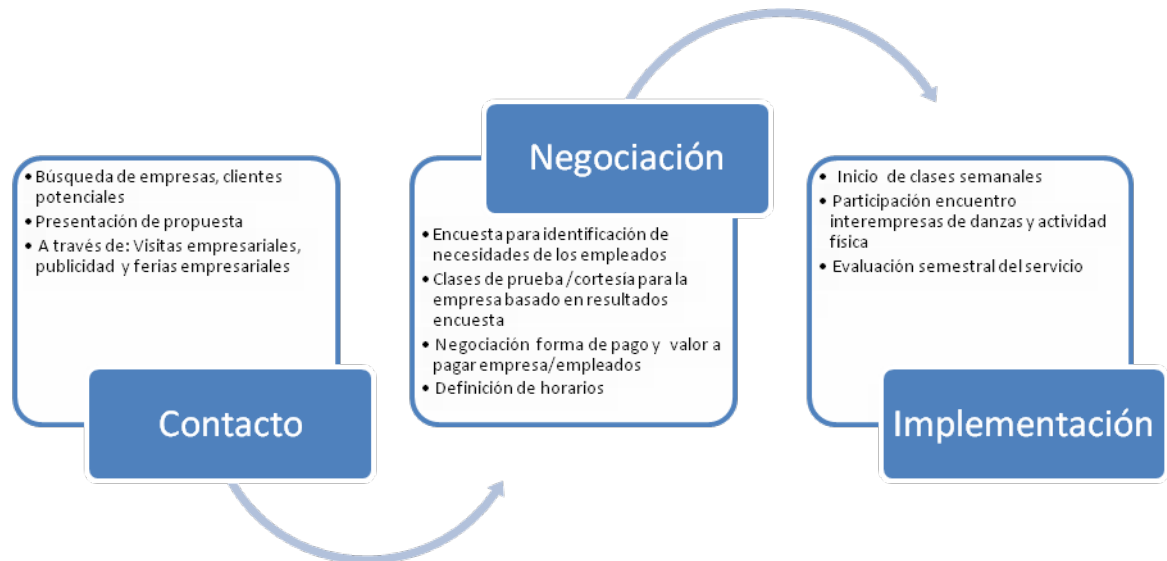 • Búsqueda de empresas, clientes
potenciales
• Presentación de propuesta
• A través de: Visitas empresariales,
publicidad y ferias empresariales
Contacto
Negociación
• Encuesta para identificación de
necesidades de los empleados
• Clases de prueba /cortesía para la
empresa basado en resultados
encuesta
• Negociación forma de pago y valor a
pagar empresa/empleados
• Definición de horarios
• Inicio de clases semanales
• Participación encuentro
interempresas de danzas y actividad
física
• Evaluación semestral del servicio
Implementación